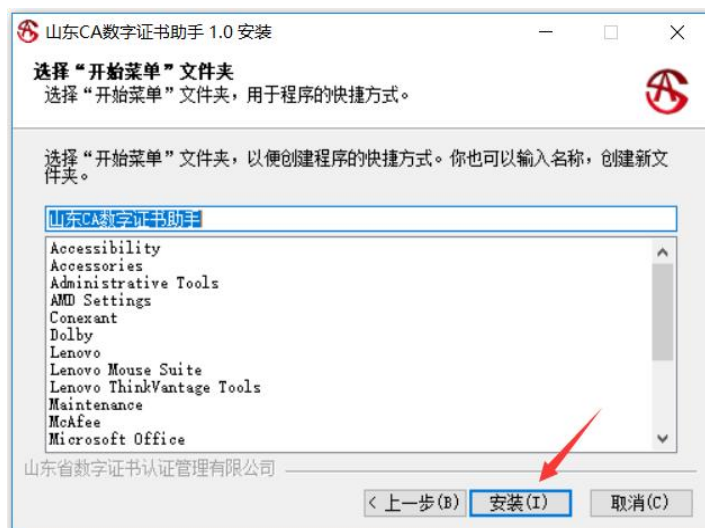 山东CA数字证书助手 1.0 安装
选择“开始菜单”文件夹
选择“开始菜单”文件夹，用于程序的快捷方式。
选择“开始菜单”文件夹，以便创建程序的快捷方式。你也可以输入名称，创建新文
件夹。
山东CA数字证书助手
Accessibility
Accessories
Administrative Tools
AMD Settings
Conexant
Dolby
Lenovo
Lenovo Mouse Suite
Lenovo ThinkVantage Tools
Maintenance
McAfee
Microsoft Office
山东省数字证书认证管理有限公司
< 上一步(B) 安装(I) 取消(C)